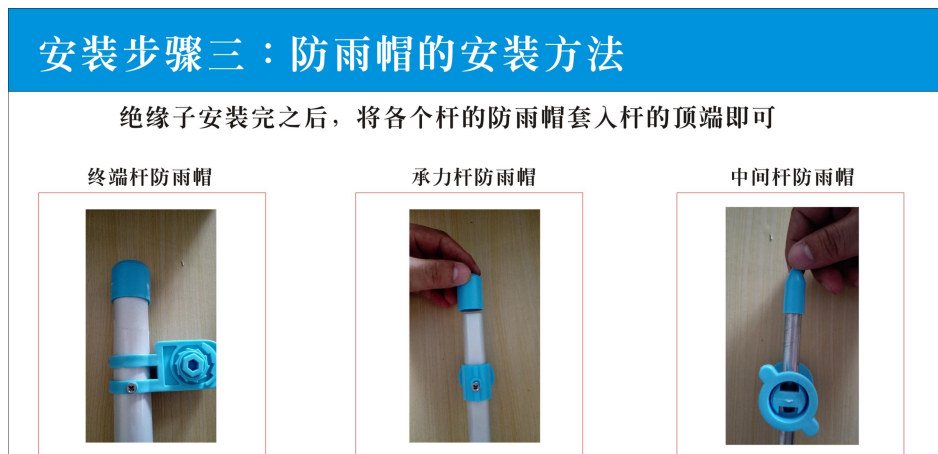 安装步骤三：防雨帽的安装方法
绝缘子安装完之后，将各个杆的防雨帽套入杆的顶端即可
终端杆防雨帽
承力杆防雨帽
中间杆防雨帽